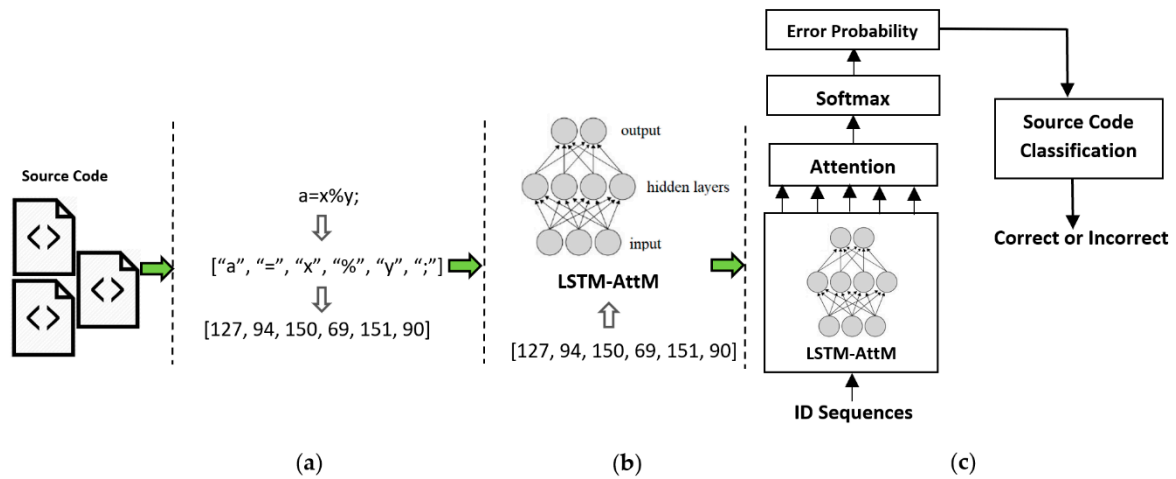 Source Code
< >
< >
< >
a=x%y;
[“a”, “=”, “x”, “%”, “y”, “;”]
[127, 94, 150, 69, 151, 90]
(a)
output
hidden layers
input
LSTM-AttM
[127, 94, 150, 69, 151, 90]
(b)
Error Probability
Softmax
Attention
LSTM-AttM
ID Sequences
Source Code
Classification
Correct or Incorrect
(c)